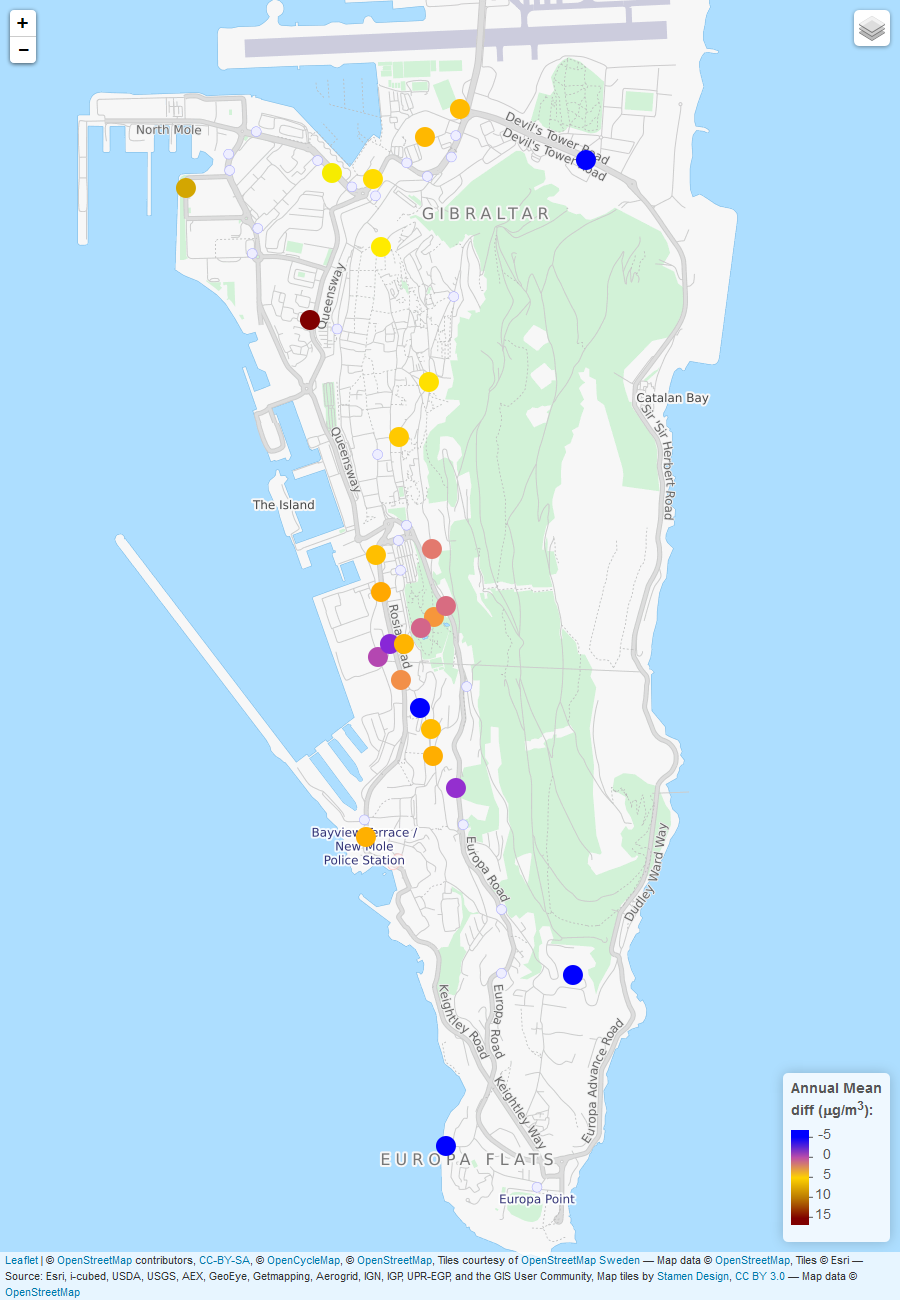 +
−
North Mole
Devil's Tower Road
Devil's Tower Road
GIBRALTAR
Queensway
Catalan Bay
Sir 'Sir Herbert Road
Queensway
The Island
Rosia Road
Bayview Terrace /
New Mole
Police Station
Europa Road
Dudley Ward Way
Keightley Road
Europa Road
Europa Advance Road
Keightley Way
EUROPA FLATS
Europa Point
Annual Mean
diff (μg/m³):
-5
0
5
10
15
Leaflet | © OpenStreetMap contributors, CC-BY-SA, © OpenCycleMap, © OpenStreetMap, Tiles courtesy of OpenStreetMap Sweden — Map data © OpenStreetMap, Tiles © Esri —
Source: Esri, i-cubed, USDA, USGS, AEX, GeoEye, Getmapping, Aerogrid, IGN, IGP, UPR-EGP, and the GIS User Community, Map tiles by Stamen Design, CC BY 3.0 — Map data ©
OpenStreetMap